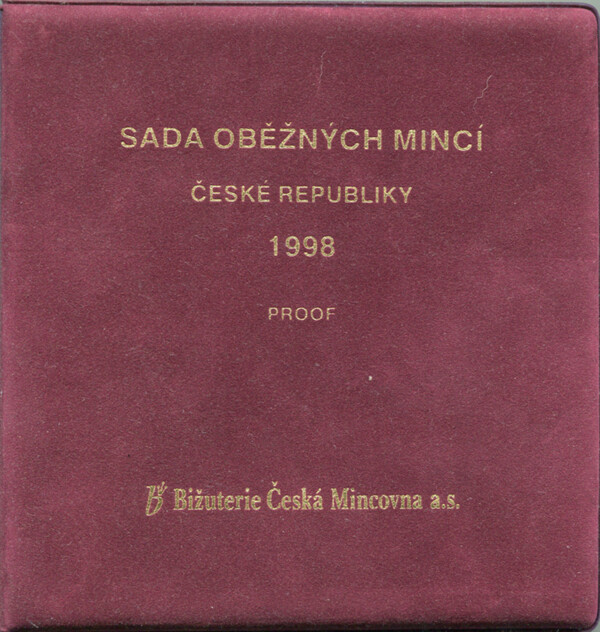 SADA OBĚŽNÝCH MINCÍ
ČESKÉ REPUBLIKY
1998
PROOF
Bižuterie Česká Mincovna a.s.